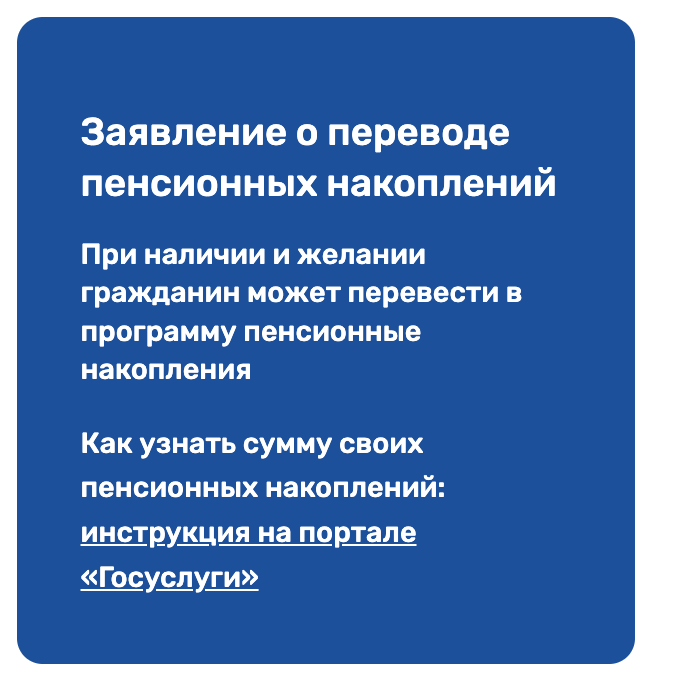 Заявление о переводе
пенсионных накоплений
При наличии и желании
гражданин может перевести в
программу пенсионные
накопления
Как узнать сумму своих
пенсионных накоплений:
инструкция на портале
«Госуслуги»